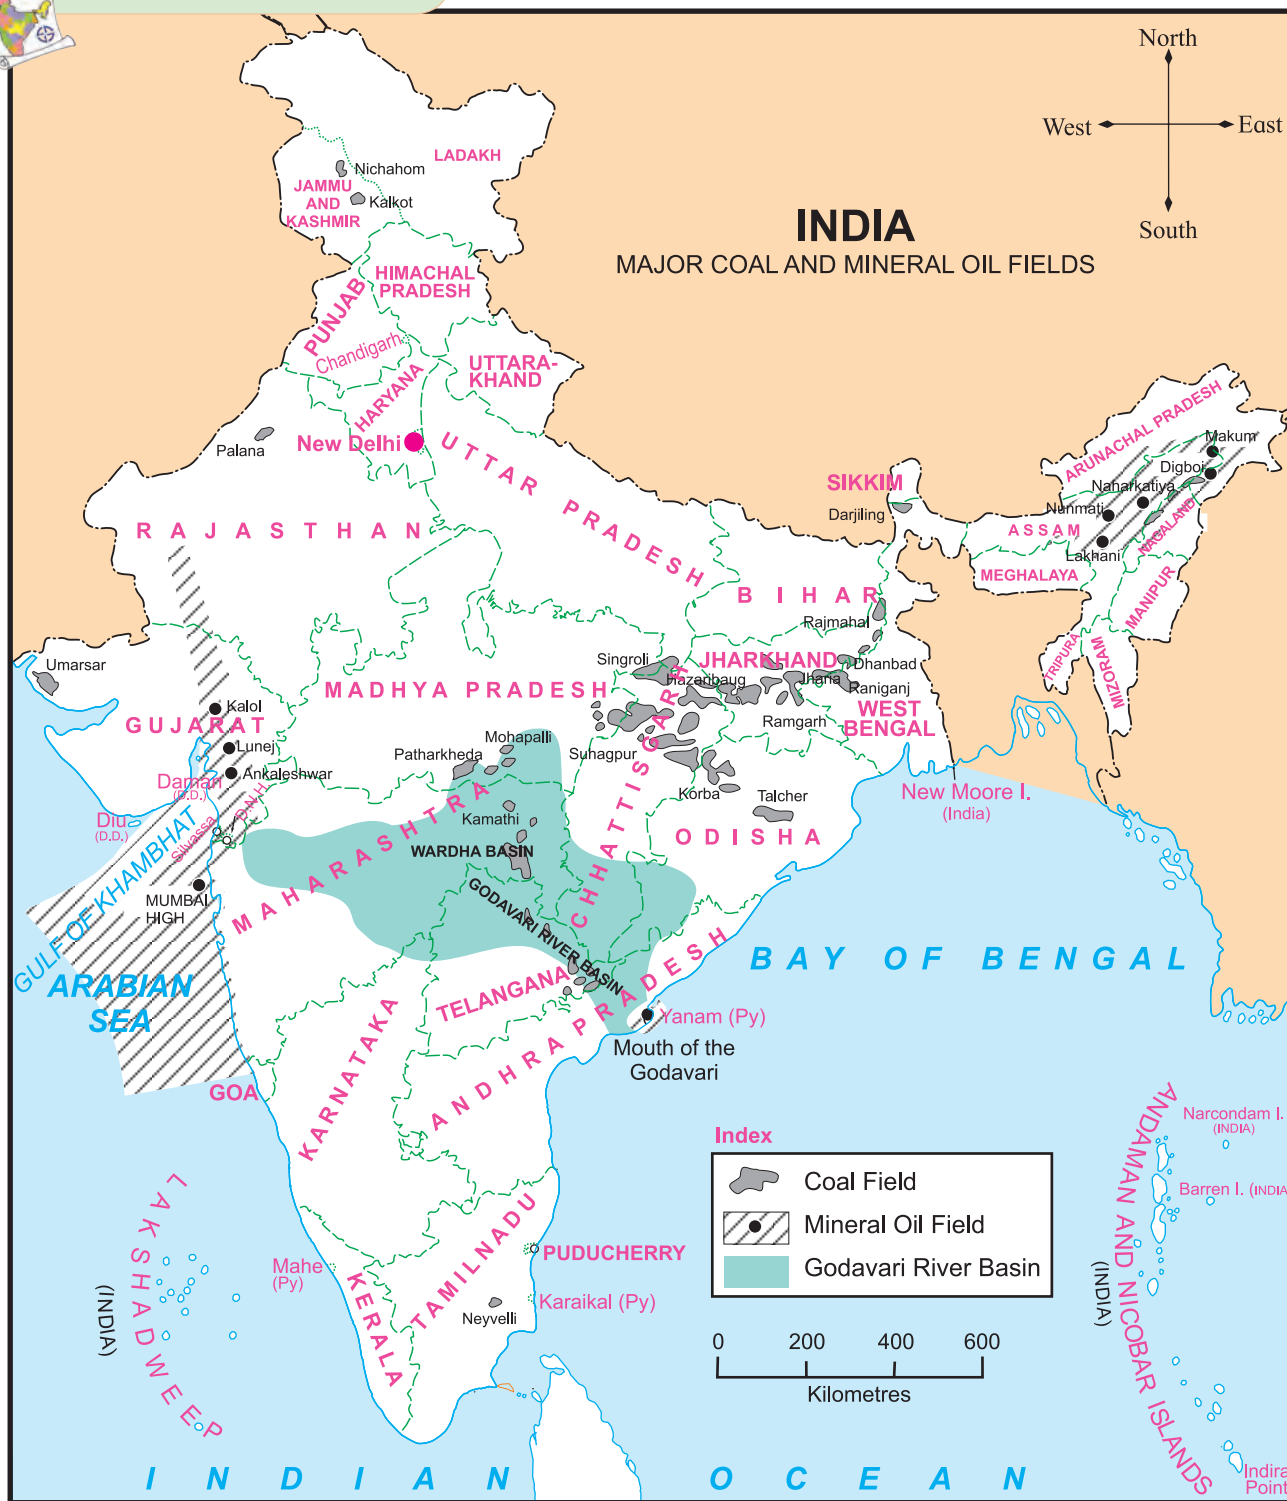 North
West
East
South
INDIA
MAJOR COAL AND MINERAL OIL FIELDS
LADAKH
Nichahom
JAMMU
AND
KASHMIR
Kalkot
HIMACHAL
PRADESH
PUNJAB
Chandigarh
UTTARA-
KHAND
HARYANA
New Delhi
Palana
UTTAR PRADESH
RAJASTHAN
SIKKIM
Darjiling
ARUNACHAL PRADESH
Makum
Digboi
Naharkatiya
Nunmati
ASSAM
NAGALAND
Lakhani
MEGHALAYA
MANIPUR
TRIPURA
MIZORAM
BIHAR
Rajmahal
Umarsar
Singroli
JHARKHAND
Dhanbad
Hazaribaug
Jharia
Raniganj
MADHYA PRADESH
WEST
BENGAL
Ramgarh
Kalol
GUJARAT
Lunej
Ankaleshwar
Mohapalli
Patharkheda
Suhagpur
CHHATTISGARH
Korba
Talcher
Daman
(D.D.)
D.N.H.
Diu
(D.D.)
Silvassa
New Moore I.
(India)
ODISHA
Kamathi
MAHARASHTRA
WARDHA BASIN
GULF OF KHAMBHAT
MUMBAI
HIGH
GODAVARI RIVER BASIN
BAY OF BENGAL
ARABIAN
SEA
TELANGANA
Yanam (Py)
Mouth of the
Godavari
ANDHRA PRADESH
KARNATAKA
GOA
Narcondam I.
(INDIA)
Barren I. (INDIA
ANDAMAN AND NICOBAR ISLANDS
(INDIA)
Index
Coal Field
Mineral Oil Field
Godavari River Basin
LAKSHADWEEP
(INDIA)
Mahe
(Py)
KERALA
TAMILNADU
PUDUCHERRY
Karaikal (Py)
Neyvelli
0 200 400 600
Kilometres
Indira
Point
INDIAN OCEAN